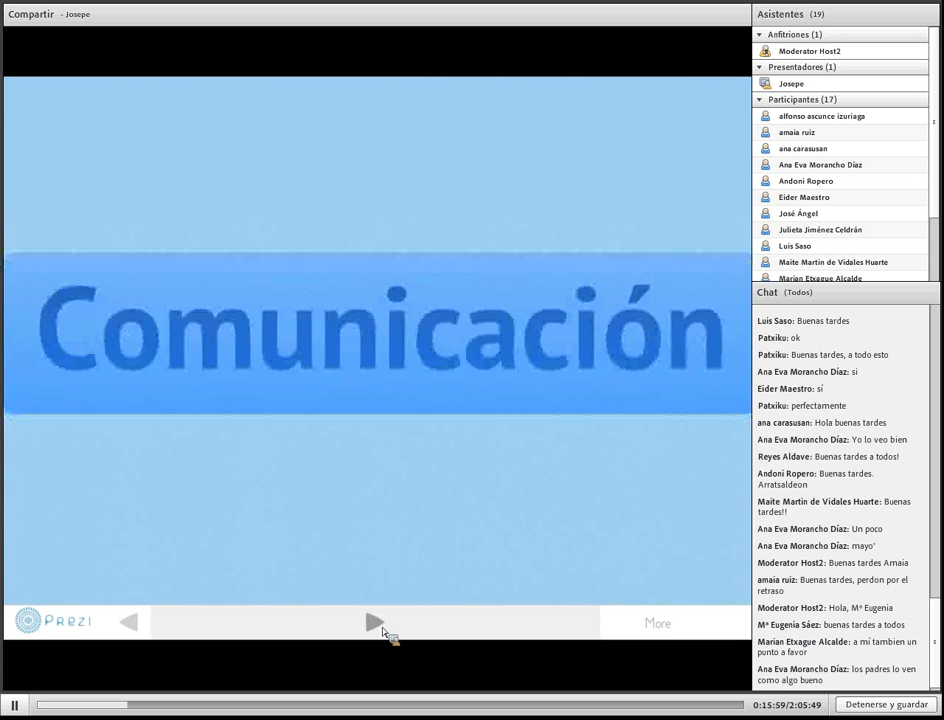 Compartir - Josepe
Comunicación
Prezi
More
Asistentes (19)
Anfitriones (1)
Moderator Host2
Presentadores (1)
Josepe
Participantes (17)
alfonso ascunce izuriaga
amaia ruiz
ana carasusan
Ana Eva Morancho Díaz
Andoni Ropero
Eider Maestro
José Ángel
Julieta Jiménez Celdrán
Luis Saso
Maite Martin de Vidales Huarte
Marian Etxague Alcalde
Chat (Todos)
Luis Saso: Buenas tardes
Patxiku: ok
Patxiku: Buenas tardes, a todo esto
Ana Eva Morancho Díaz: si
Eider Maestro: sí
Patxiku: perfectamente
ana carasusan: Hola buenas tardes
Ana Eva Morancho Díaz: Yo lo veo bien
Reyes Aldave: Buenas tardes a todos!
Andoni Ropero: Buenas tardes.
Arratsaldeon
Maite Martin de Vidales Huarte: Buenas
tardes!!
Ana Eva Morancho Díaz: Un poco
Ana Eva Morancho Díaz: mayo'
Moderator Host2: Buenas tardes Amaia
amaia ruiz: Buenas tardes, perdon por el
retraso
Moderator Host2: Hola, Mª Eugenia
Mª Eugenia Sáez: buenas tardes a todos
Marian Etxague Alcalde: a mí tambien un
punto a favor
Ana Eva Morancho Díaz: los padres lo ven
como algo bueno
0:15:59/2:05:49
Detenerse y guardar